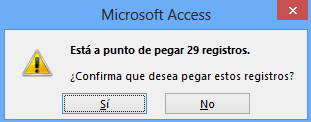 Microsoft Access
Está a punto de pegar 29 registros.
¿Confirma que desea pegar estos registros?
Sí
No